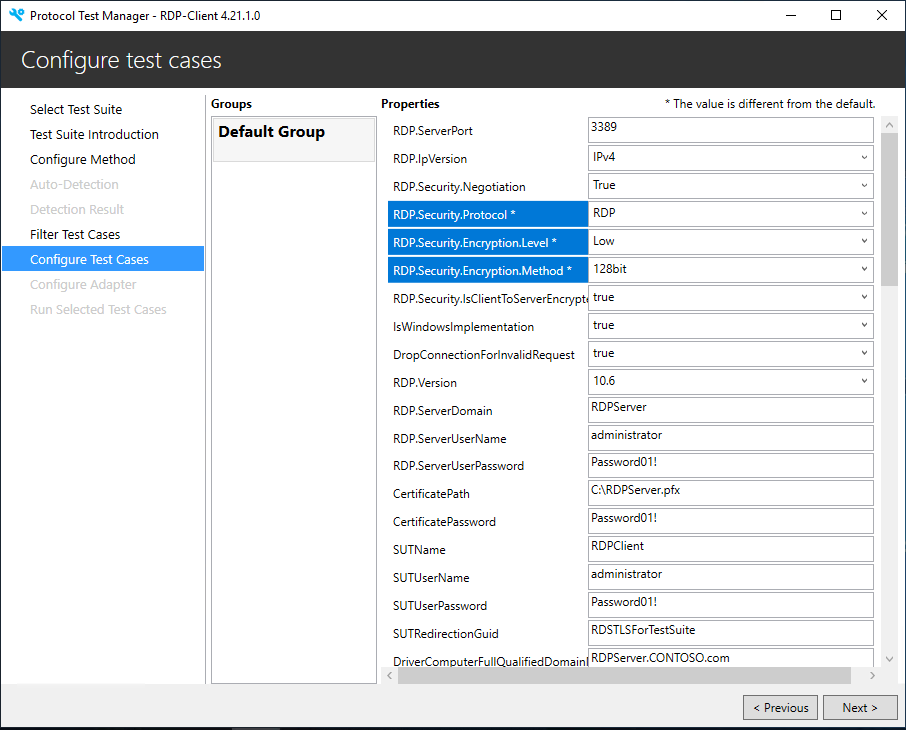 Protocol Test Manager - RDP-Client 4.21.1.0
Configure test cases
Select Test Suite
Test Suite Introduction
Configure Method
Auto-Detection
Detection Result
Filter Test Cases
Configure Test Cases
Configure Adapter
Run Selected Test Cases
Groups
Default Group
Properties
* The value is different from the default.
RDP.ServerPort 3389
RDP.IpVersion IPv4
RDP.Security.Negotiation True
RDP.Security.Protocol * RDP
RDP.Security.Encryption.Level * Low
RDP.Security.Encryption.Method * 128bit
RDP.Security.IsClientToServerEncrypte true
IsWindowsImplementation true
DropConnectionForInvalidRequest true
RDP.Version 10.6
RDP.ServerDomain RDPServer
RDP.ServerUserName administrator
RDP.ServerUserPassword Password01!
CertificatePath C:\RDPServer.pfx
CertificatePassword Password01!
SUTName RDPClient
SUTUserName administrator
SUTUserPassword Password01!
SUTRedirectionGuid RDSTLSForTestSuite
DriverComputerFullQualifiedDomain RDPServer.CONTOSO.com
< Previous
Next >